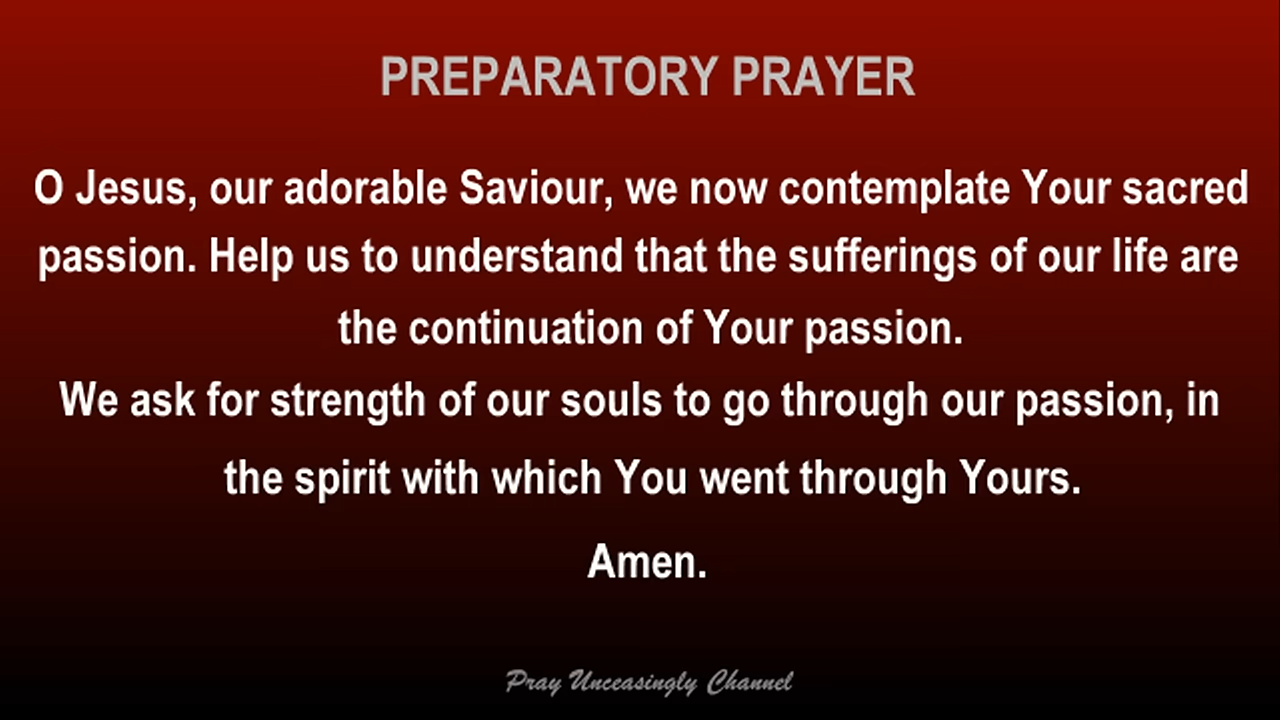 PREPARATORY PRAYER
O Jesus, our adorable Saviour, we now contemplate Your sacred
passion. Help us to understand that the sufferings of our life are
the continuation of Your passion.
We ask for strength of our souls to go through our passion, in
the spirit with which You went through Yours.
Amen.
Pray Unceasingly Channel